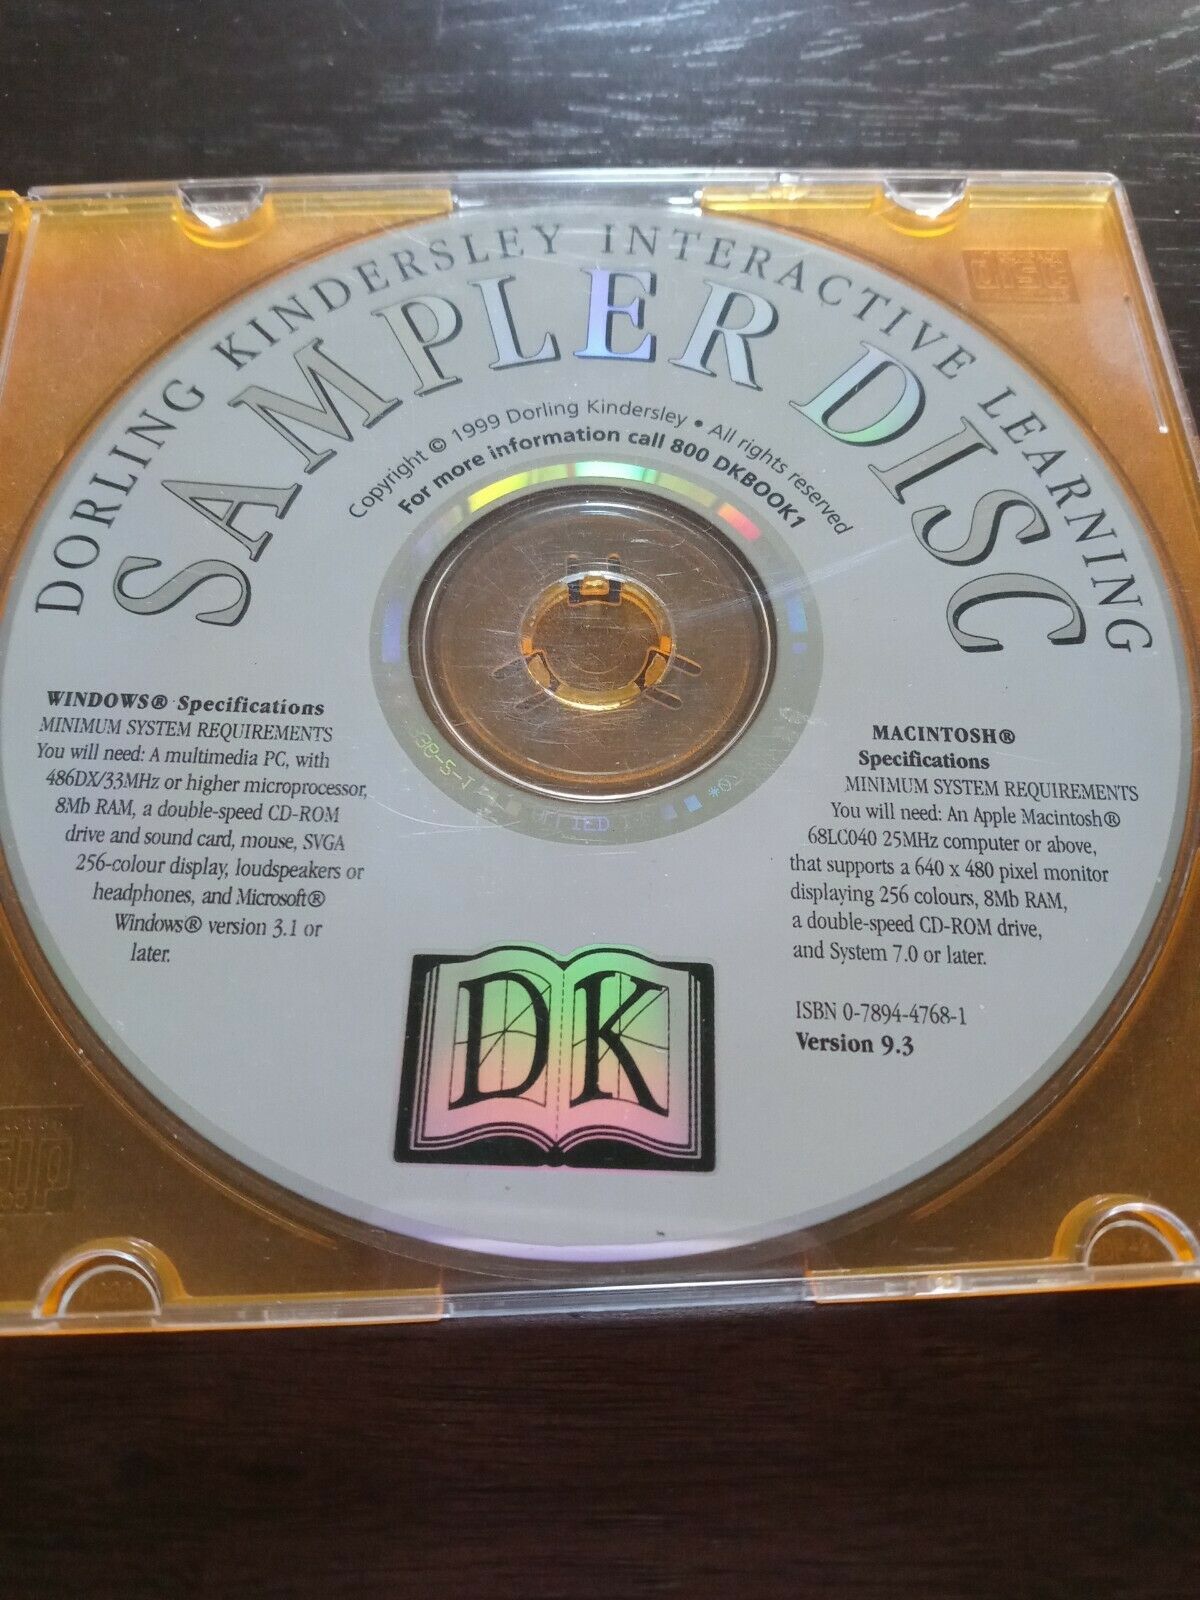 DORLING KINDERSLEY INTERACTIVE LEARNING
SAMPLER DISC
Copyright © 1999 Dorling Kindersley • All rights reserved
For more information call 800 DKBOOK1
WINDOWS® Specifications
MINIMUM SYSTEM REQUIREMENTS
You will need: A multimedia PC, with
486DX/33MHz or higher microprocessor,
8Mb RAM, a double-speed CD-ROM
drive and sound card, mouse, SVGA
256-colour display, loudspeakers or
headphones, and Microsoft®
Windows® version 3.1 or
later.
MACINTOSH®
Specifications
MINIMUM SYSTEM REQUIREMENTS
You will need: An Apple Macintosh®
68LC040 25MHz computer or above,
that supports a 640 x 480 pixel monitor
displaying 256 colours, 8Mb RAM,
a double-speed CD-ROM drive,
and System 7.0 or later.
ISBN 0-7894-4768-1
Version 9.3
DK